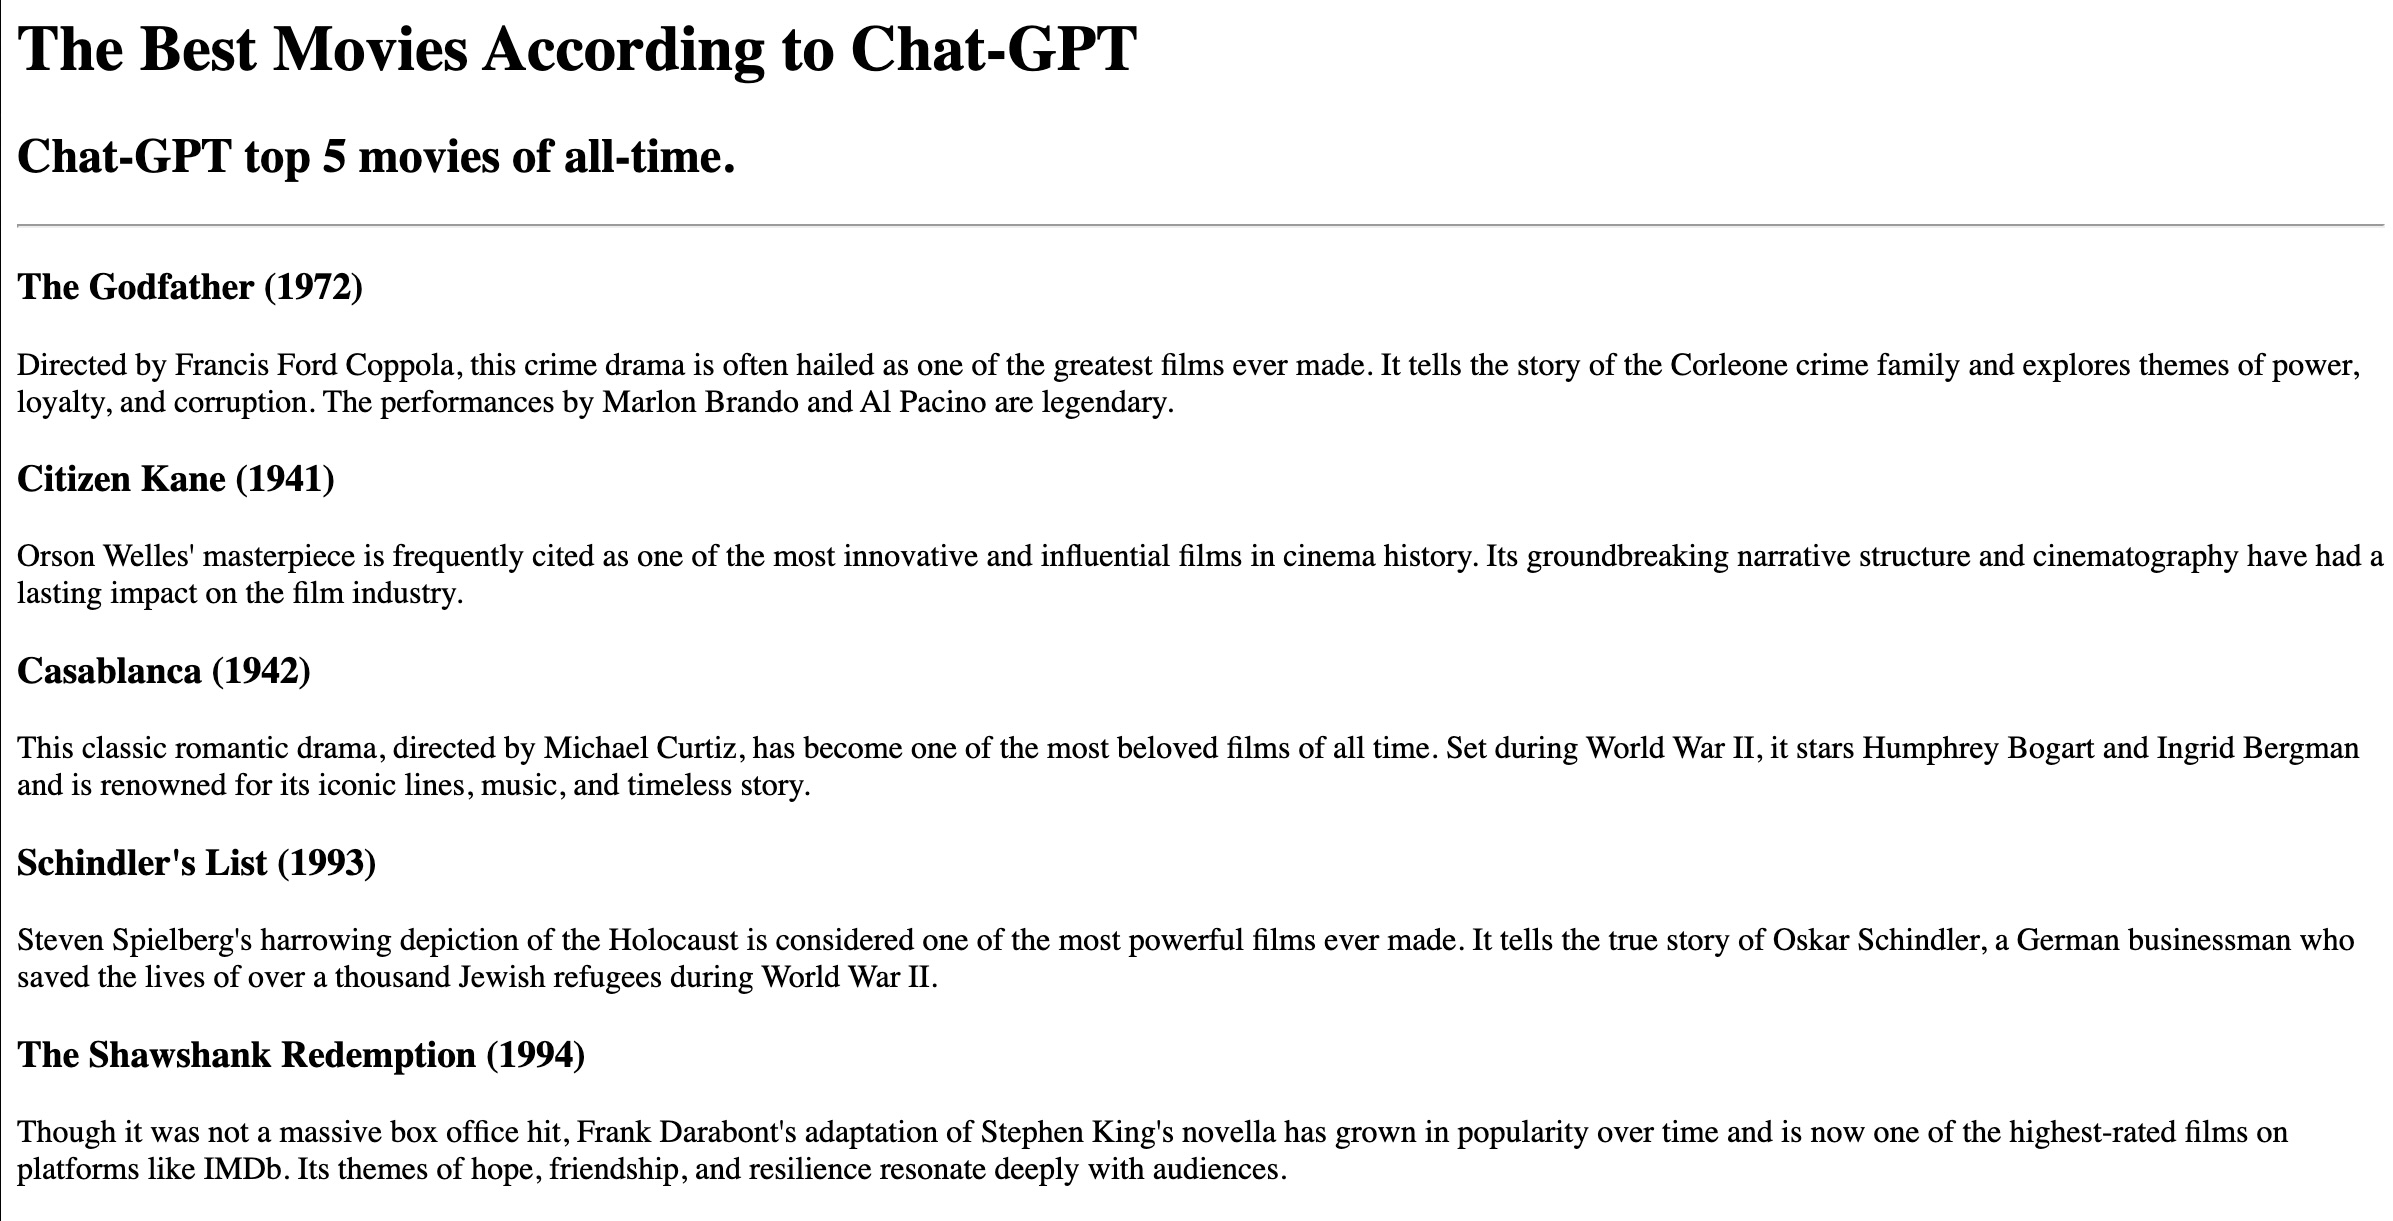 The Best Movies According to Chat-GPT
Chat-GPT top 5 movies of all-time.
The Godfather (1972)
Directed by Francis Ford Coppola, this crime drama is often hailed as one of the greatest films ever made. It tells the story of the Corleone crime family and explores themes of power,
loyalty, and corruption. The performances by Marlon Brando and Al Pacino are legendary.
Citizen Kane (1941)
Orson Welles' masterpiece is frequently cited as one of the most innovative and influential films in cinema history. Its groundbreaking narrative structure and cinematography have had a
lasting impact on the film industry.
Casablanca (1942)
This classic romantic drama, directed by Michael Curtiz, has become one of the most beloved films of all time. Set during World War II, it stars Humphrey Bogart and Ingrid Bergman
and is renowned for its iconic lines, music, and timeless story.
Schindler's List (1993)
Steven Spielberg's harrowing depiction of the Holocaust is considered one of the most powerful films ever made. It tells the true story of Oskar Schindler, a German businessman who
saved the lives of over a thousand Jewish refugees during World War II.
The Shawshank Redemption (1994)
Though it was not a massive box office hit, Frank Darabont's adaptation of Stephen King's novella has grown in popularity over time and is now one of the highest-rated films on
platforms like IMDb. Its themes of hope, friendship, and resilience resonate deeply with audiences.